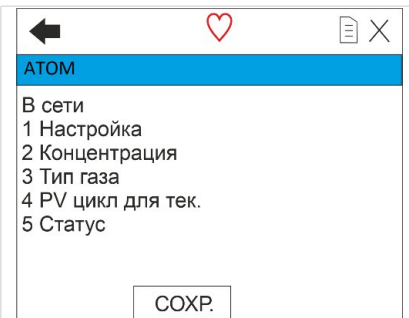 ATOM
В сети
1 Настройка
2 Концентрация
3 Тип газа
4 PV цикл для тек.
5 Статус
СОХР.